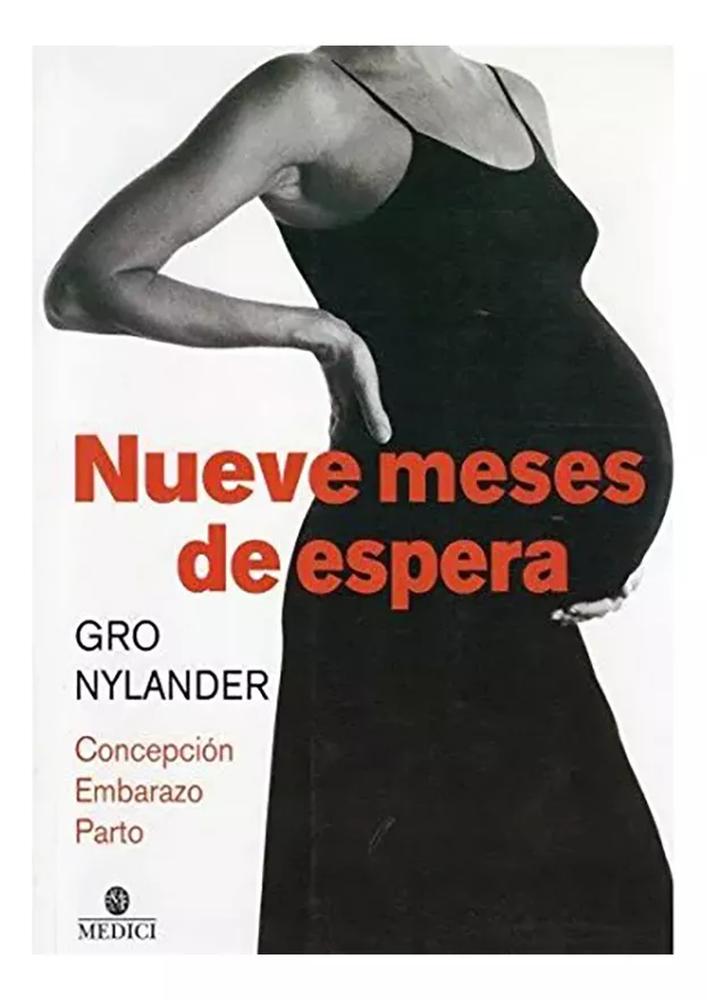 Nueve meses
de espera
GRO
NYLANDER
Concepción
Embarazo
Parto
MEDICI